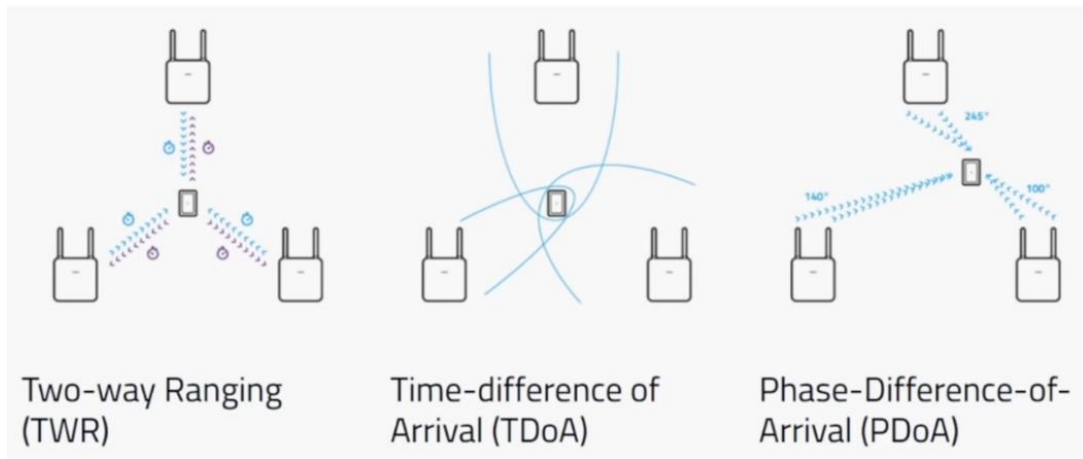 245°
140°
100°
Two-way Ranging
(TWR)
Time-difference of
Arrival (TDoA)
Phase-Difference-of-
Arrival (PDoA)